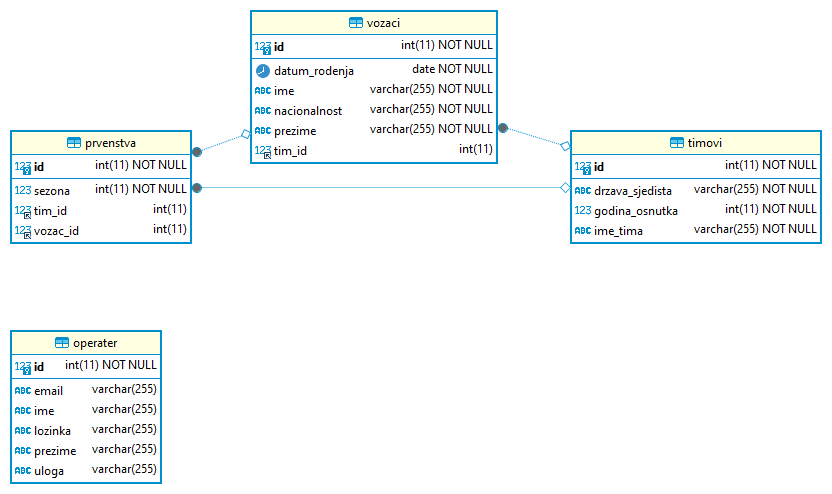 vozaci
123 id int(11) NOT NULL
datum_rodenja date NOT NULL
ABC ime varchar(255) NOT NULL
ABC nacionalnost varchar(255) NOT NULL
ABC prezime varchar(255) NOT NULL
123 tim_id int(11)
prvenstva
123 id int(11) NOT NULL
123 sezona int(11) NOT NULL
123 tim_id int(11)
123 vozac_id int(11)
timovi
123 id int(11) NOT NULL
ABC drzava_sjedista varchar(255) NOT NULL
123 godina_osnutka int(11) NOT NULL
ABC ime_tima varchar(255) NOT NULL
operater
123 id int(11) NOT NULL
ABC email varchar(255)
ABC ime varchar(255)
ABC lozinka varchar(255)
ABC prezime varchar(255)
ABC uloga varchar(255)